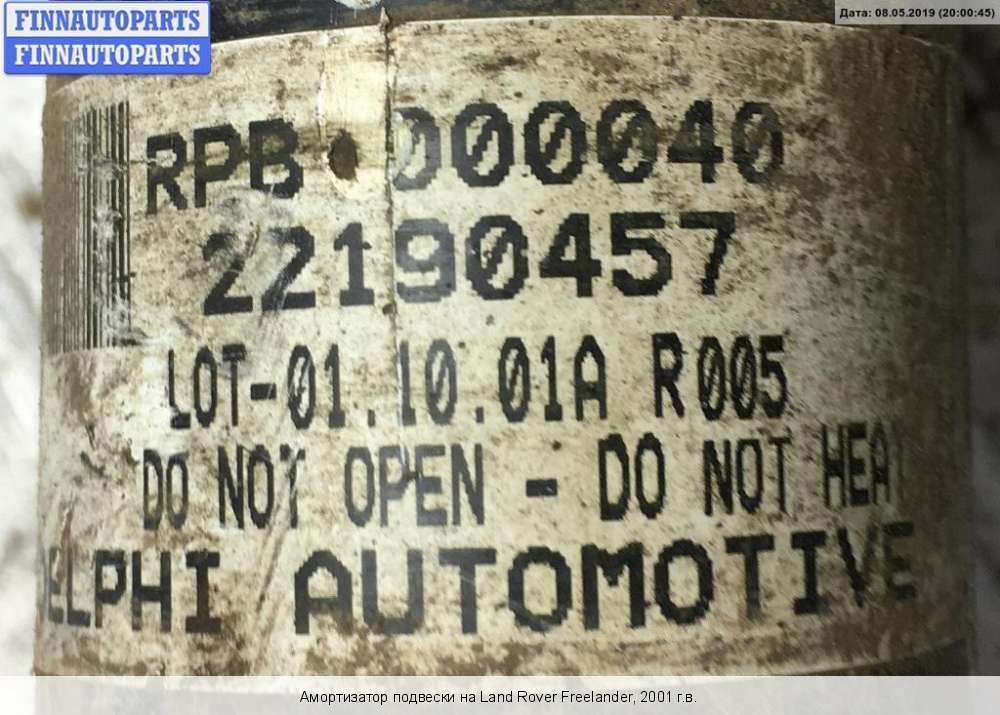 FINNAUTOPARTS
FINNAUTOPARTS
Дата: 08.05.2019 (20:00:45)
RPB 000040
22190457
LOT-01.10.01A R005
DO NOT OPEN - DO NOT HEAT
ELPHI AUTOMOTIVE
Амортизатор подвески на Land Rover Freelander, 2001 г.в.